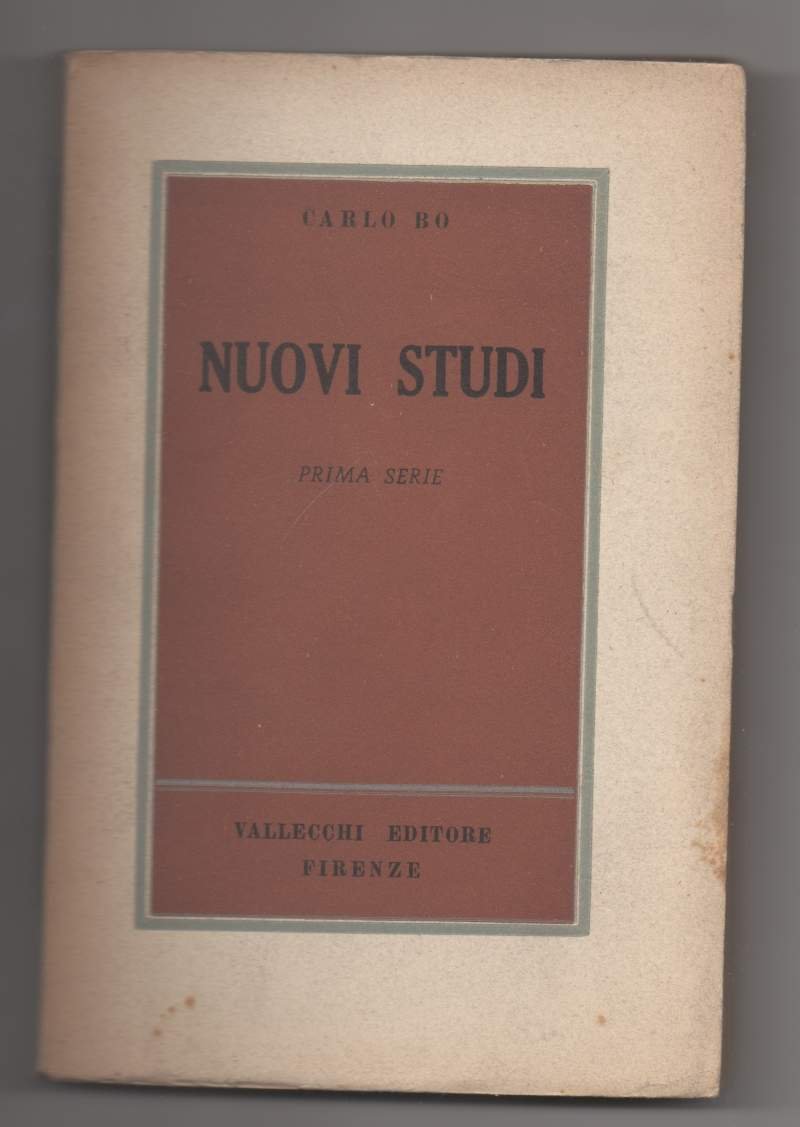 CARLO BO
NUOVI STUDI
PRIMA SERIE
VALLECCHI EDITORE
FIRENZE